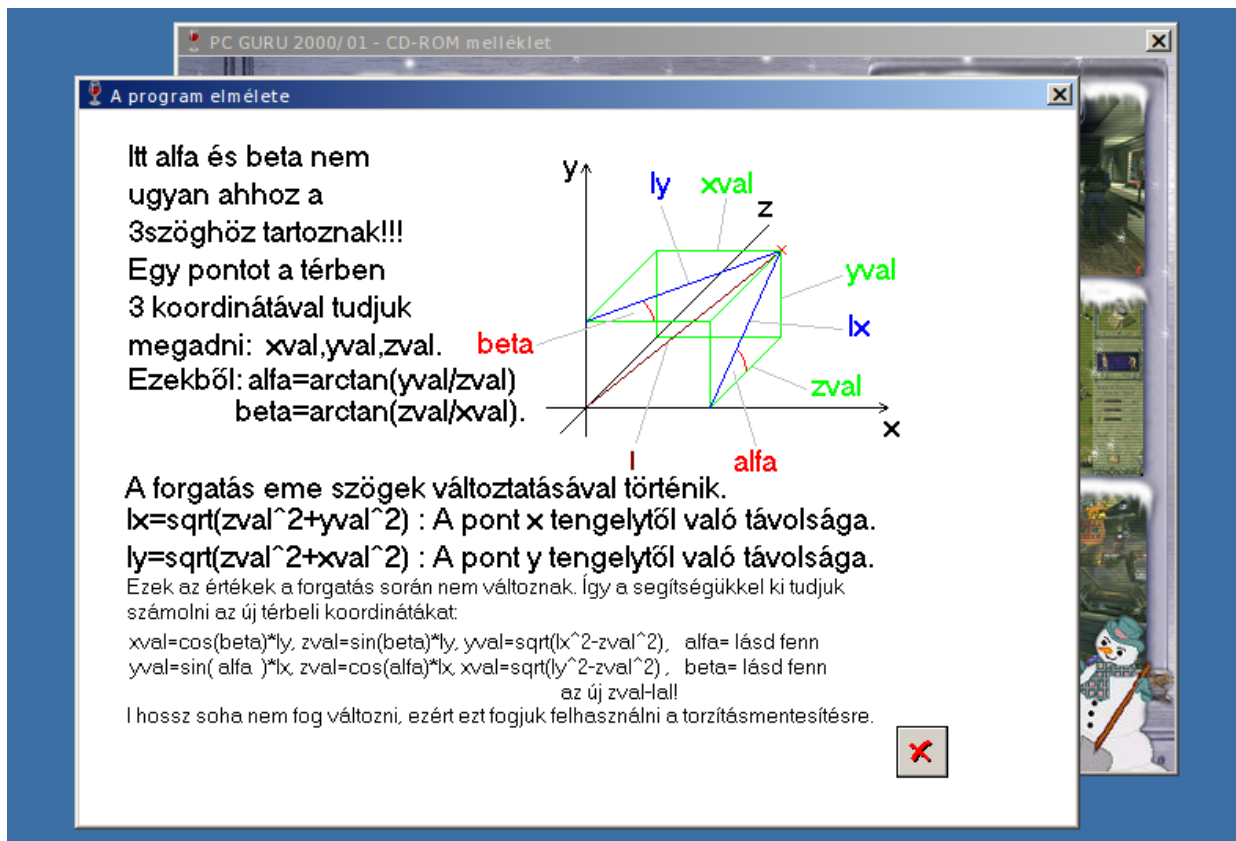 PC GURU 2000/01 - CD-ROM melléklet
A program elmélete
Itt alfa és beta nem
ugyan ahhoz a
3szöghöz tartoznak!!!
Egy pontot a térben
3 koordinátával tudjuk
megadni: xval,yval,zval.
Ezekből: alfa=arctan(yval/zval)
beta=arctan(zval/xval).
y
ly
xval
z
yval
lx
beta
zval
x
l
alfa
A forgatás eme szögek változtatásával történik.
lx=sqrt(zval^2+yval^2) : A pont x tengelytől való távolsága.
ly=sqrt(zval^2+xval^2) : A pont y tengelytől való távolsága.
Ezek az értékek a forgatás során nem változnak. Így a segítségükkel ki tudjuk
számolni az új térbeli koordinátákat:
xval=cos(beta)*ly, zval=sin(beta)*ly, yval=sqrt(lx^2-zval^2), alfa= lásd fenn
yval=sin( alfa )*lx, zval=cos(alfa)*lx, xval=sqrt(ly^2-zval^2) , beta= lásd fenn
az új zval-lal!
l hossz soha nem fog változni, ezért ezt fogjuk felhasználni a torzításmentesítésre.